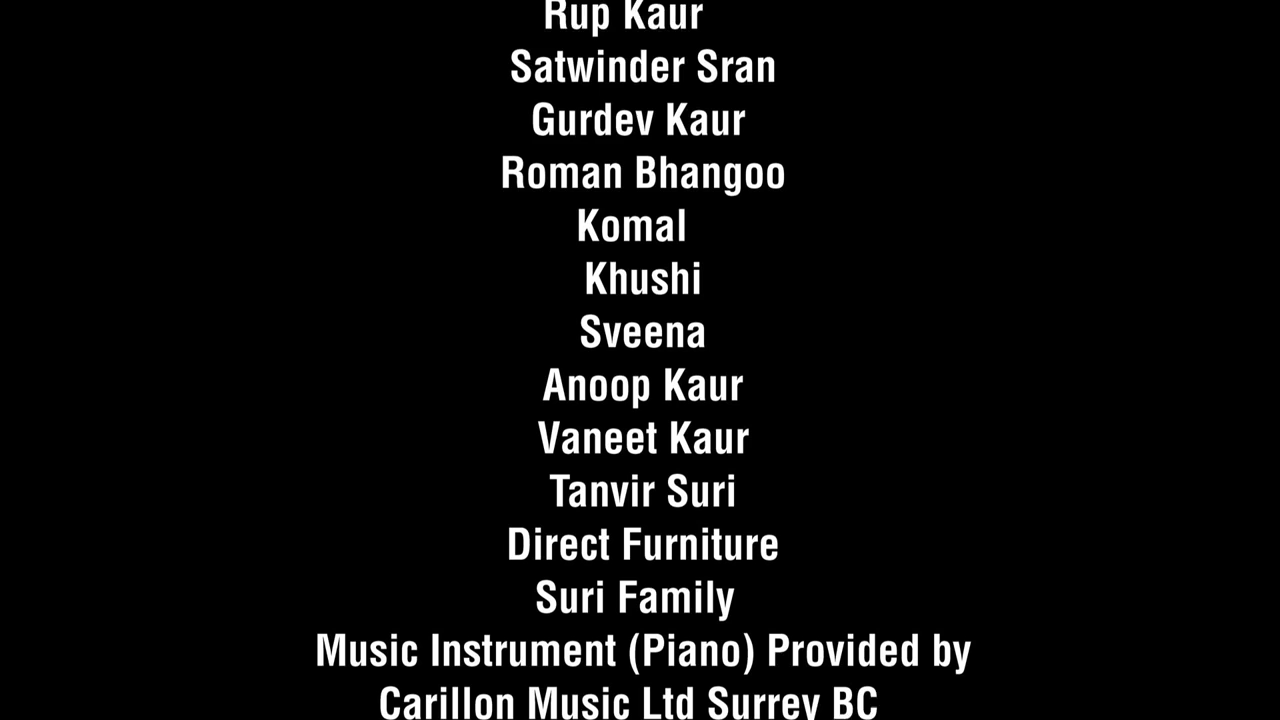 Rup Kaur
Satwinder Sran
Gurdev Kaur
Roman Bhangoo
Komal
Khushi
Sveena
Anoop Kaur
Vaneet Kaur
Tanvir Suri
Direct Furniture
Suri Family
Music Instrument (Piano) Provided by
Carillon Music Ltd Surrey BC